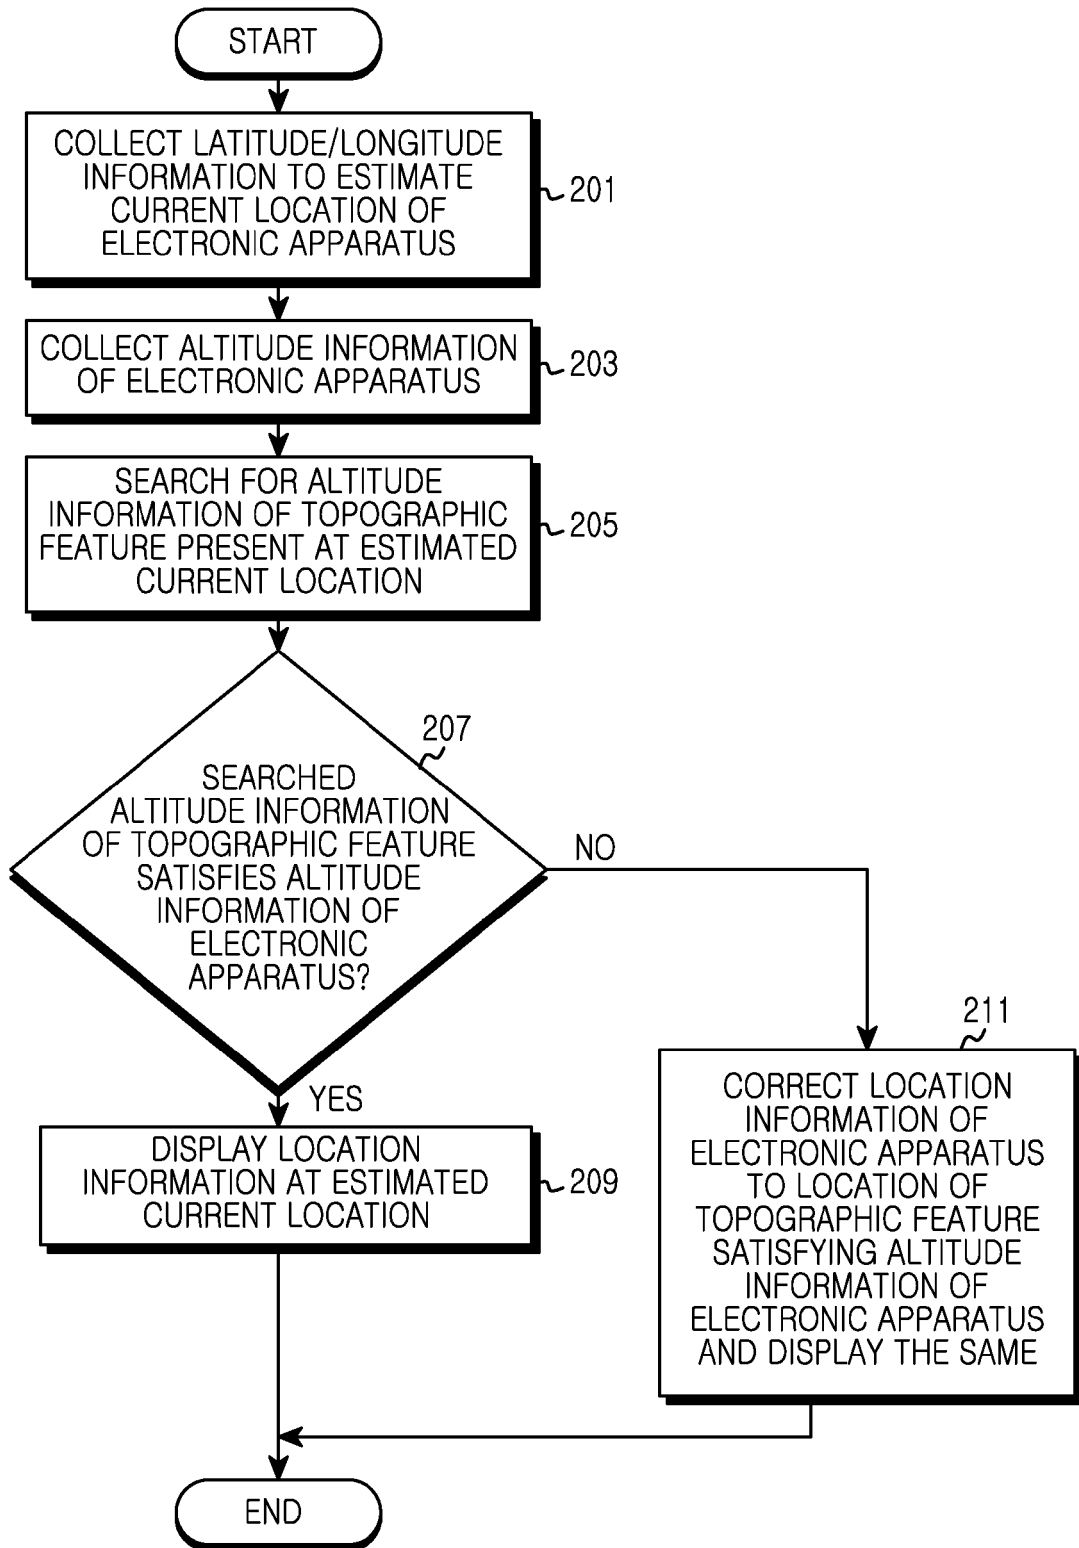 START
COLLECT LATITUDE/LONGITUDE
INFORMATION TO ESTIMATE
CURRENT LOCATION OF
ELECTRONIC APPARATUS
201
COLLECT ALTITUDE INFORMATION
OF ELECTRONIC APPARATUS
203
SEARCH FOR ALTITUDE
INFORMATION OF TOPOGRAPHIC
FEATURE PRESENT AT ESTIMATED
CURRENT LOCATION
205
207
SEARCHED
ALTITUDE INFORMATION
OF TOPOGRAPHIC FEATURE
SATISFIES ALTITUDE
INFORMATION OF
ELECTRONIC
APPARATUS?
NO
YES
DISPLAY LOCATION
INFORMATION AT ESTIMATED
CURRENT LOCATION
209
211
CORRECT LOCATION
INFORMATION OF
ELECTRONIC APPARATUS
TO LOCATION OF
TOPOGRAPHIC FEATURE
SATISFYING ALTITUDE
INFORMATION OF
ELECTRONIC APPARATUS
AND DISPLAY THE SAME
END